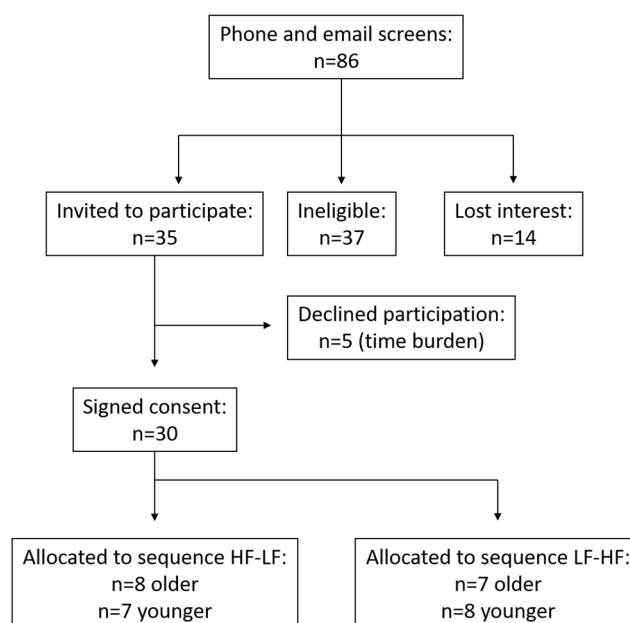 Phone and email screens:
n=86
Invited to participate:
n=35
Ineligible:
n=37
Lost interest:
n=14
Declined participation:
n=5 (time burden)
Signed consent:
n=30
Allocated to sequence HF-LF:
n=8 older
n=7 younger
Allocated to sequence LF-HF:
n=7 older
n=8 younger